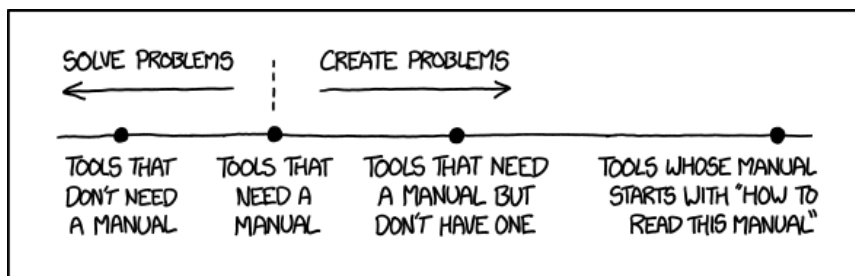 SOLVE PROBLEMS
CREATE PROBLEMS
TOOLS THAT
DON'T NEED
A MANUAL
TOOLS THAT
NEED A
MANUAL
TOOLS THAT NEED
A MANUAL BUT
DON'T HAVE ONE
TOOLS WHOSE MANUAL
STARTS WITH "HOW TO
READ THIS MANUAL"